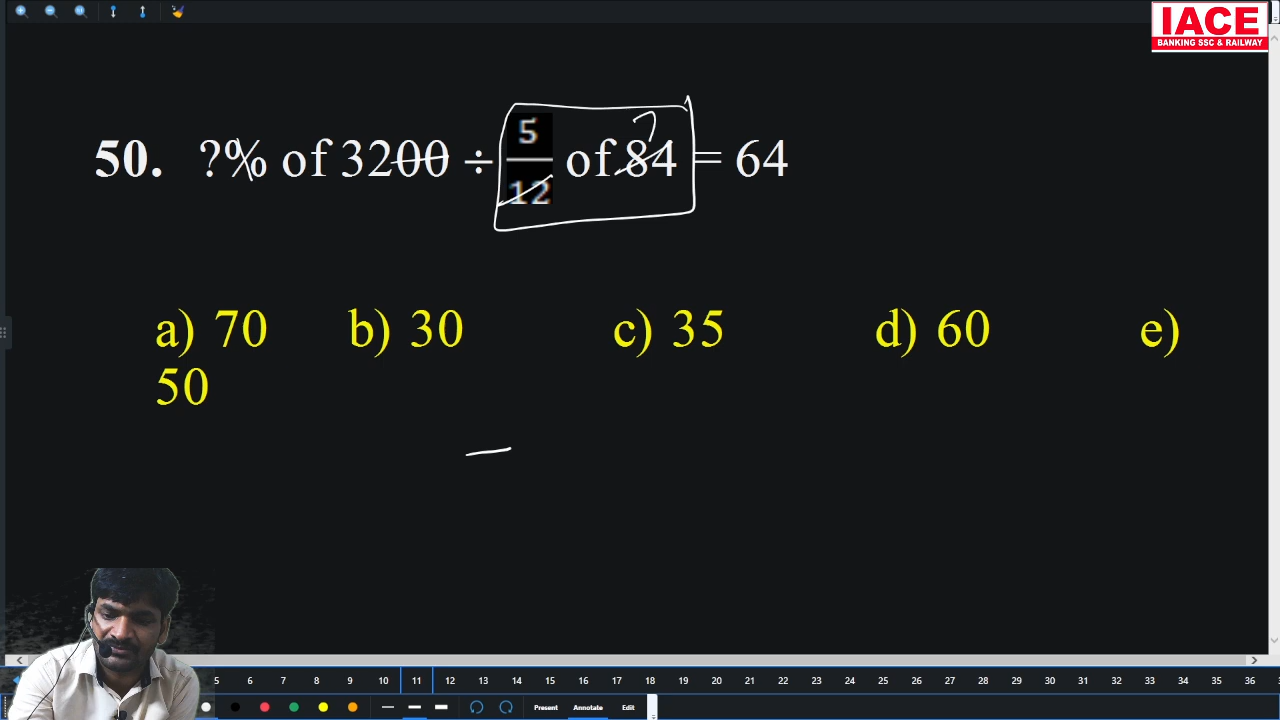 IACE
BANKING SSC & RAILWAY
50. ?% of 3200 ÷ 5/12 of 84 = 64
7
a) 70 b) 30 c) 35 d) 60 e)
50
5 6 7 8 9 10 11 12 13 14 15 16 17 18 19 20 21 22 23 24 25 26 27 28 29 30 31 32 33 34 35 36
Present Annotate Edit